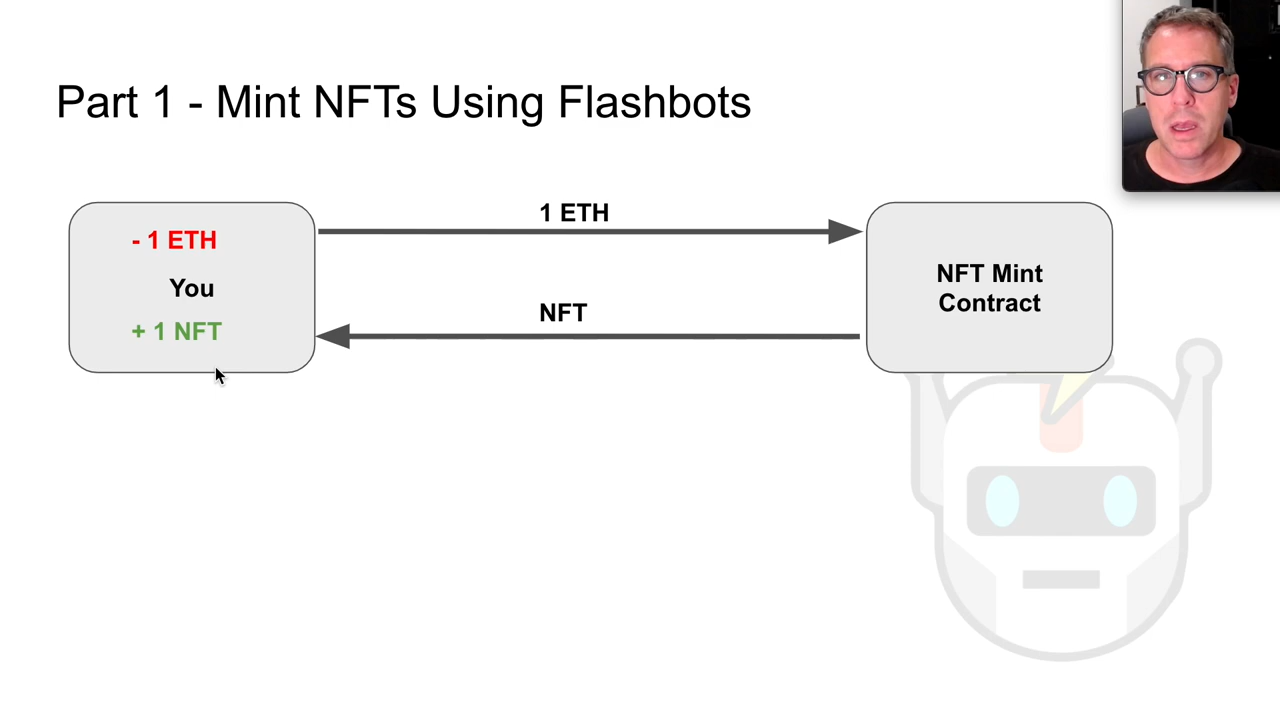 Part 1 - Mint NFTs Using Flashbots
- 1 ETH
You
+ 1 NFT
1 ETH
NFT
NFT Mint
Contract